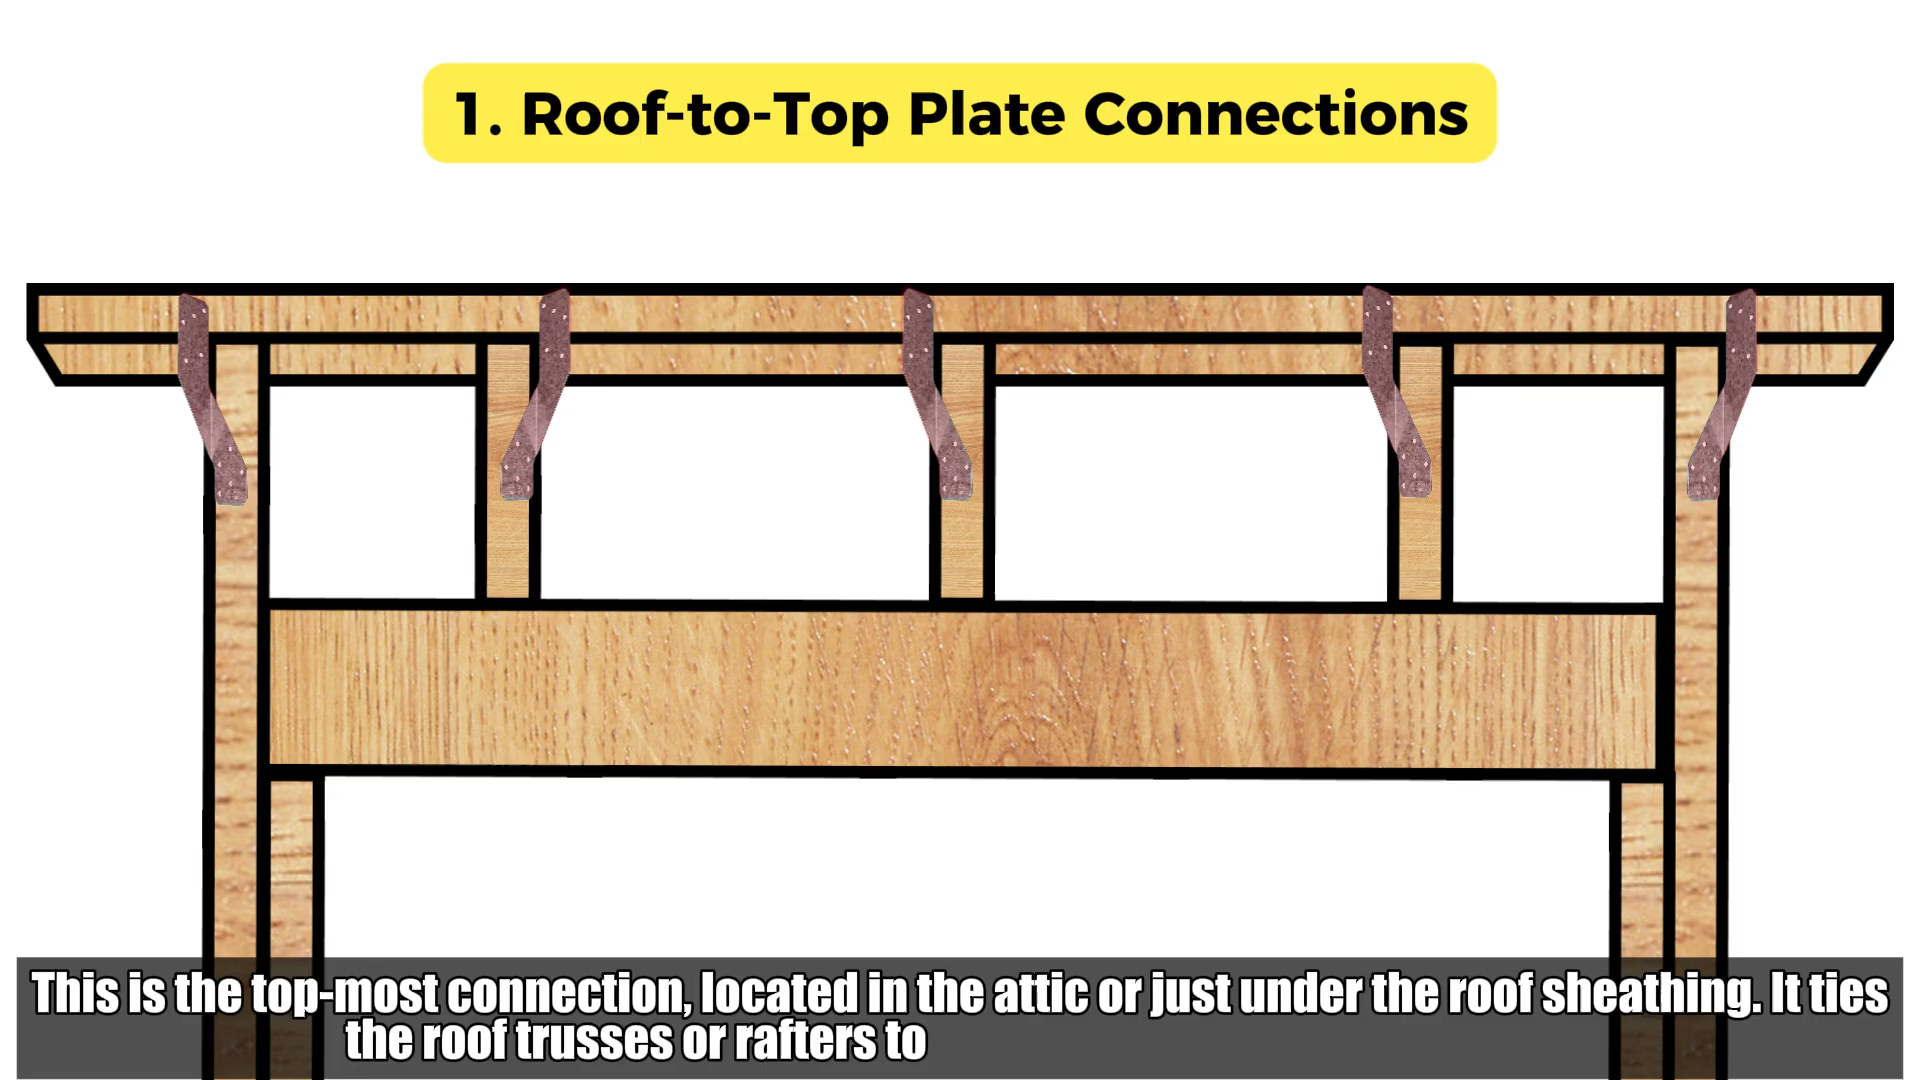 1. Roof-to-Top Plate Connections
This is the top-most connection, located in the attic or just under the roof sheathing. It ties
the roof trusses or rafters to